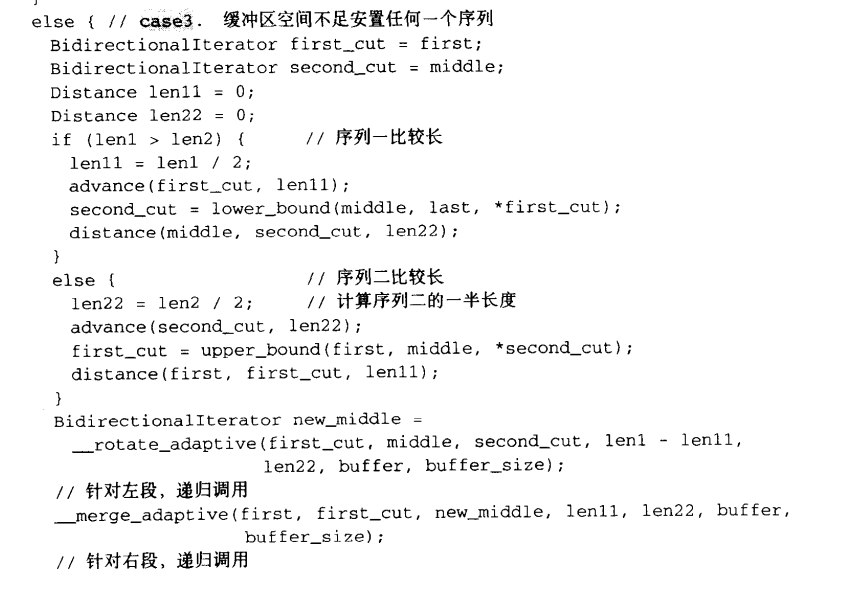 else { // case3. 缓冲区空间不足安置任何一个序列
BidirectionalIterator first_cut = first;
BidirectionalIterator second_cut = middle;
Distance len11 = 0;
Distance len22 = 0;
if (len1 > len2) { // 序列一比较长
len11 = len1 / 2;
advance(first_cut, len11);
second_cut = lower_bound(middle, last, *first_cut);
distance(middle, second_cut, len22);
}
else { // 序列二比较长
len22 = len2 / 2; // 计算序列二的一半长度
advance(second_cut, len22);
first_cut = upper_bound(first, middle, *second_cut);
distance(first, first_cut, len11);
}
BidirectionalIterator new_middle =
__rotate_adaptive(first_cut, middle, second_cut, len1 - len11,
len22, buffer, buffer_size);
// 针对左段，递归调用
__merge_adaptive(first, first_cut, new_middle, len11, len22, buffer,
buffer_size);
// 针对右段，递归调用